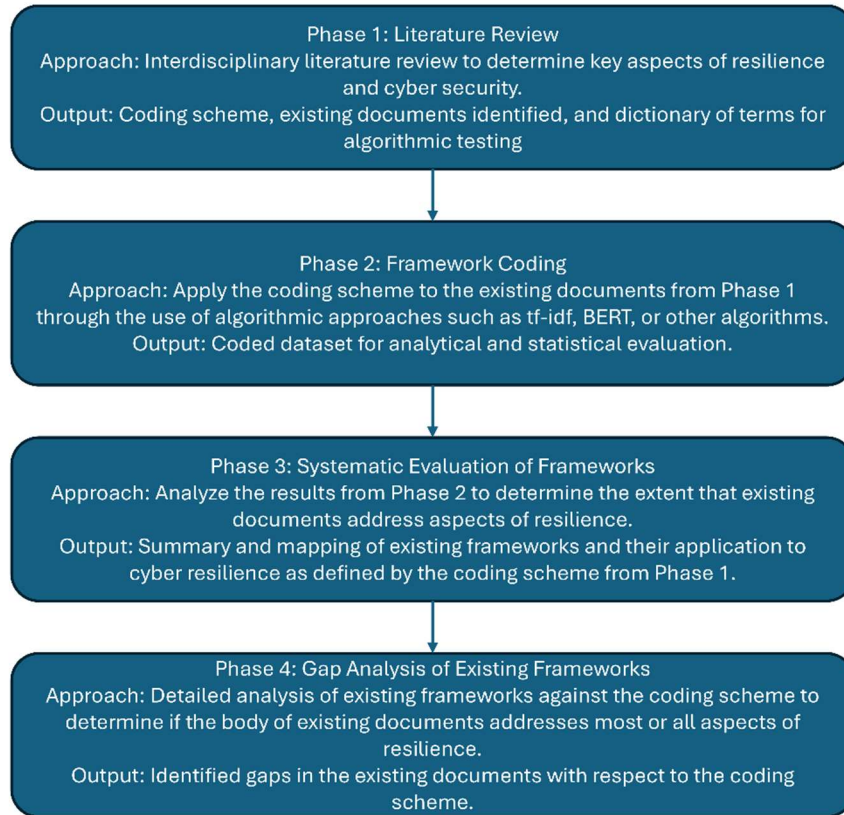 Phase 1: Literature Review
Approach: Interdisciplinary literature review to determine key aspects of resilience
and cyber security.
Output: Coding scheme, existing documents identified, and dictionary of terms for
algorithmic testing
Phase 2: Framework Coding
Approach: Apply the coding scheme to the existing documents from Phase 1
through the use of algorithmic approaches such as tf-idf, BERT, or other algorithms.
Output: Coded dataset for analytical and statistical evaluation.
Phase 3: Systematic Evaluation of Frameworks
Approach: Analyze the results from Phase 2 to determine the extent that existing
documents address aspects of resilience.
Output: Summary and mapping of existing frameworks and their application to
cyber resilience as defined by the coding scheme from Phase 1.
Phase 4: Gap Analysis of Existing Frameworks
Approach: Detailed analysis of existing frameworks against the coding scheme to
determine if the body of existing documents addresses most or all aspects of
resilience.
Output: Identified gaps in the existing documents with respect to the coding
scheme.